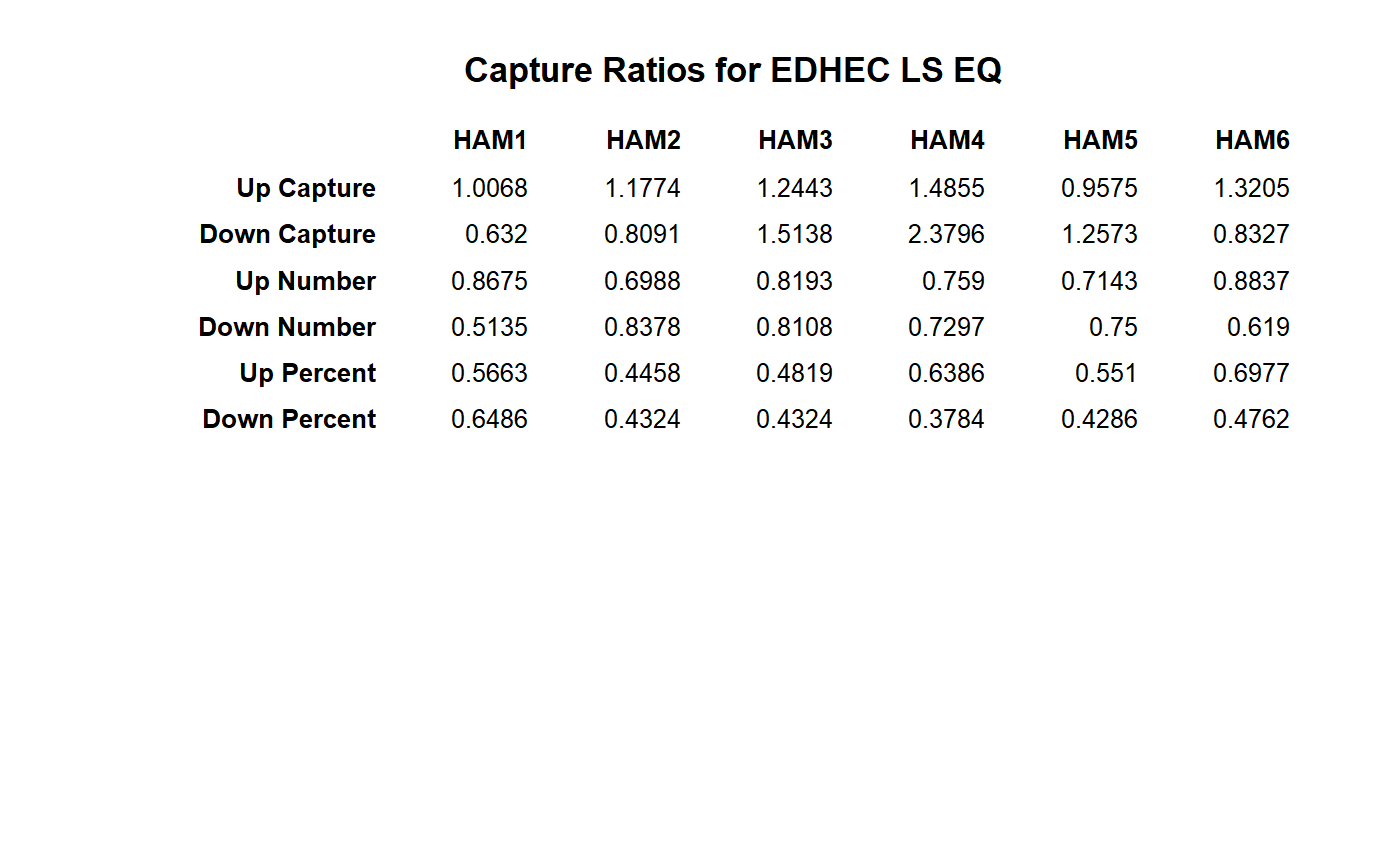 Capture Ratios for EDHEC LS EQ
HAM1 HAM2 HAM3 HAM4 HAM5 HAM6
Up Capture 1.0068 1.1774 1.2443 1.4855 0.9575 1.3205
Down Capture 0.632 0.8091 1.5138 2.3796 1.2573 0.8327
Up Number 0.8675 0.6988 0.8193 0.759 0.7143 0.8837
Down Number 0.5135 0.8378 0.8108 0.7297 0.75 0.619
Up Percent 0.5663 0.4458 0.4819 0.6386 0.551 0.6977
Down Percent 0.6486 0.4324 0.4324 0.3784 0.4286 0.4762